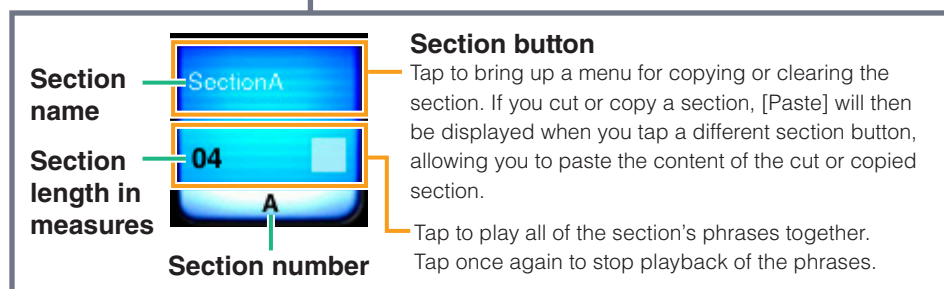 Section
name
Section
length in
measures
SectionA
04
A
Section number
Section button
Tap to bring up a menu for copying or clearing the
section. If you cut or copy a section, [Paste] will then
be displayed when you tap a different section button,
allowing you to paste the content of the cut or copied
section.
Tap to play all of the section’s phrases together.
Tap once again to stop playback of the phrases.